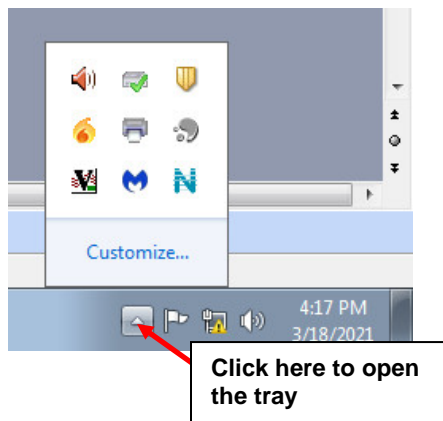 Customize...
4:17 PM
3/18/2021
Click here to open
the tray